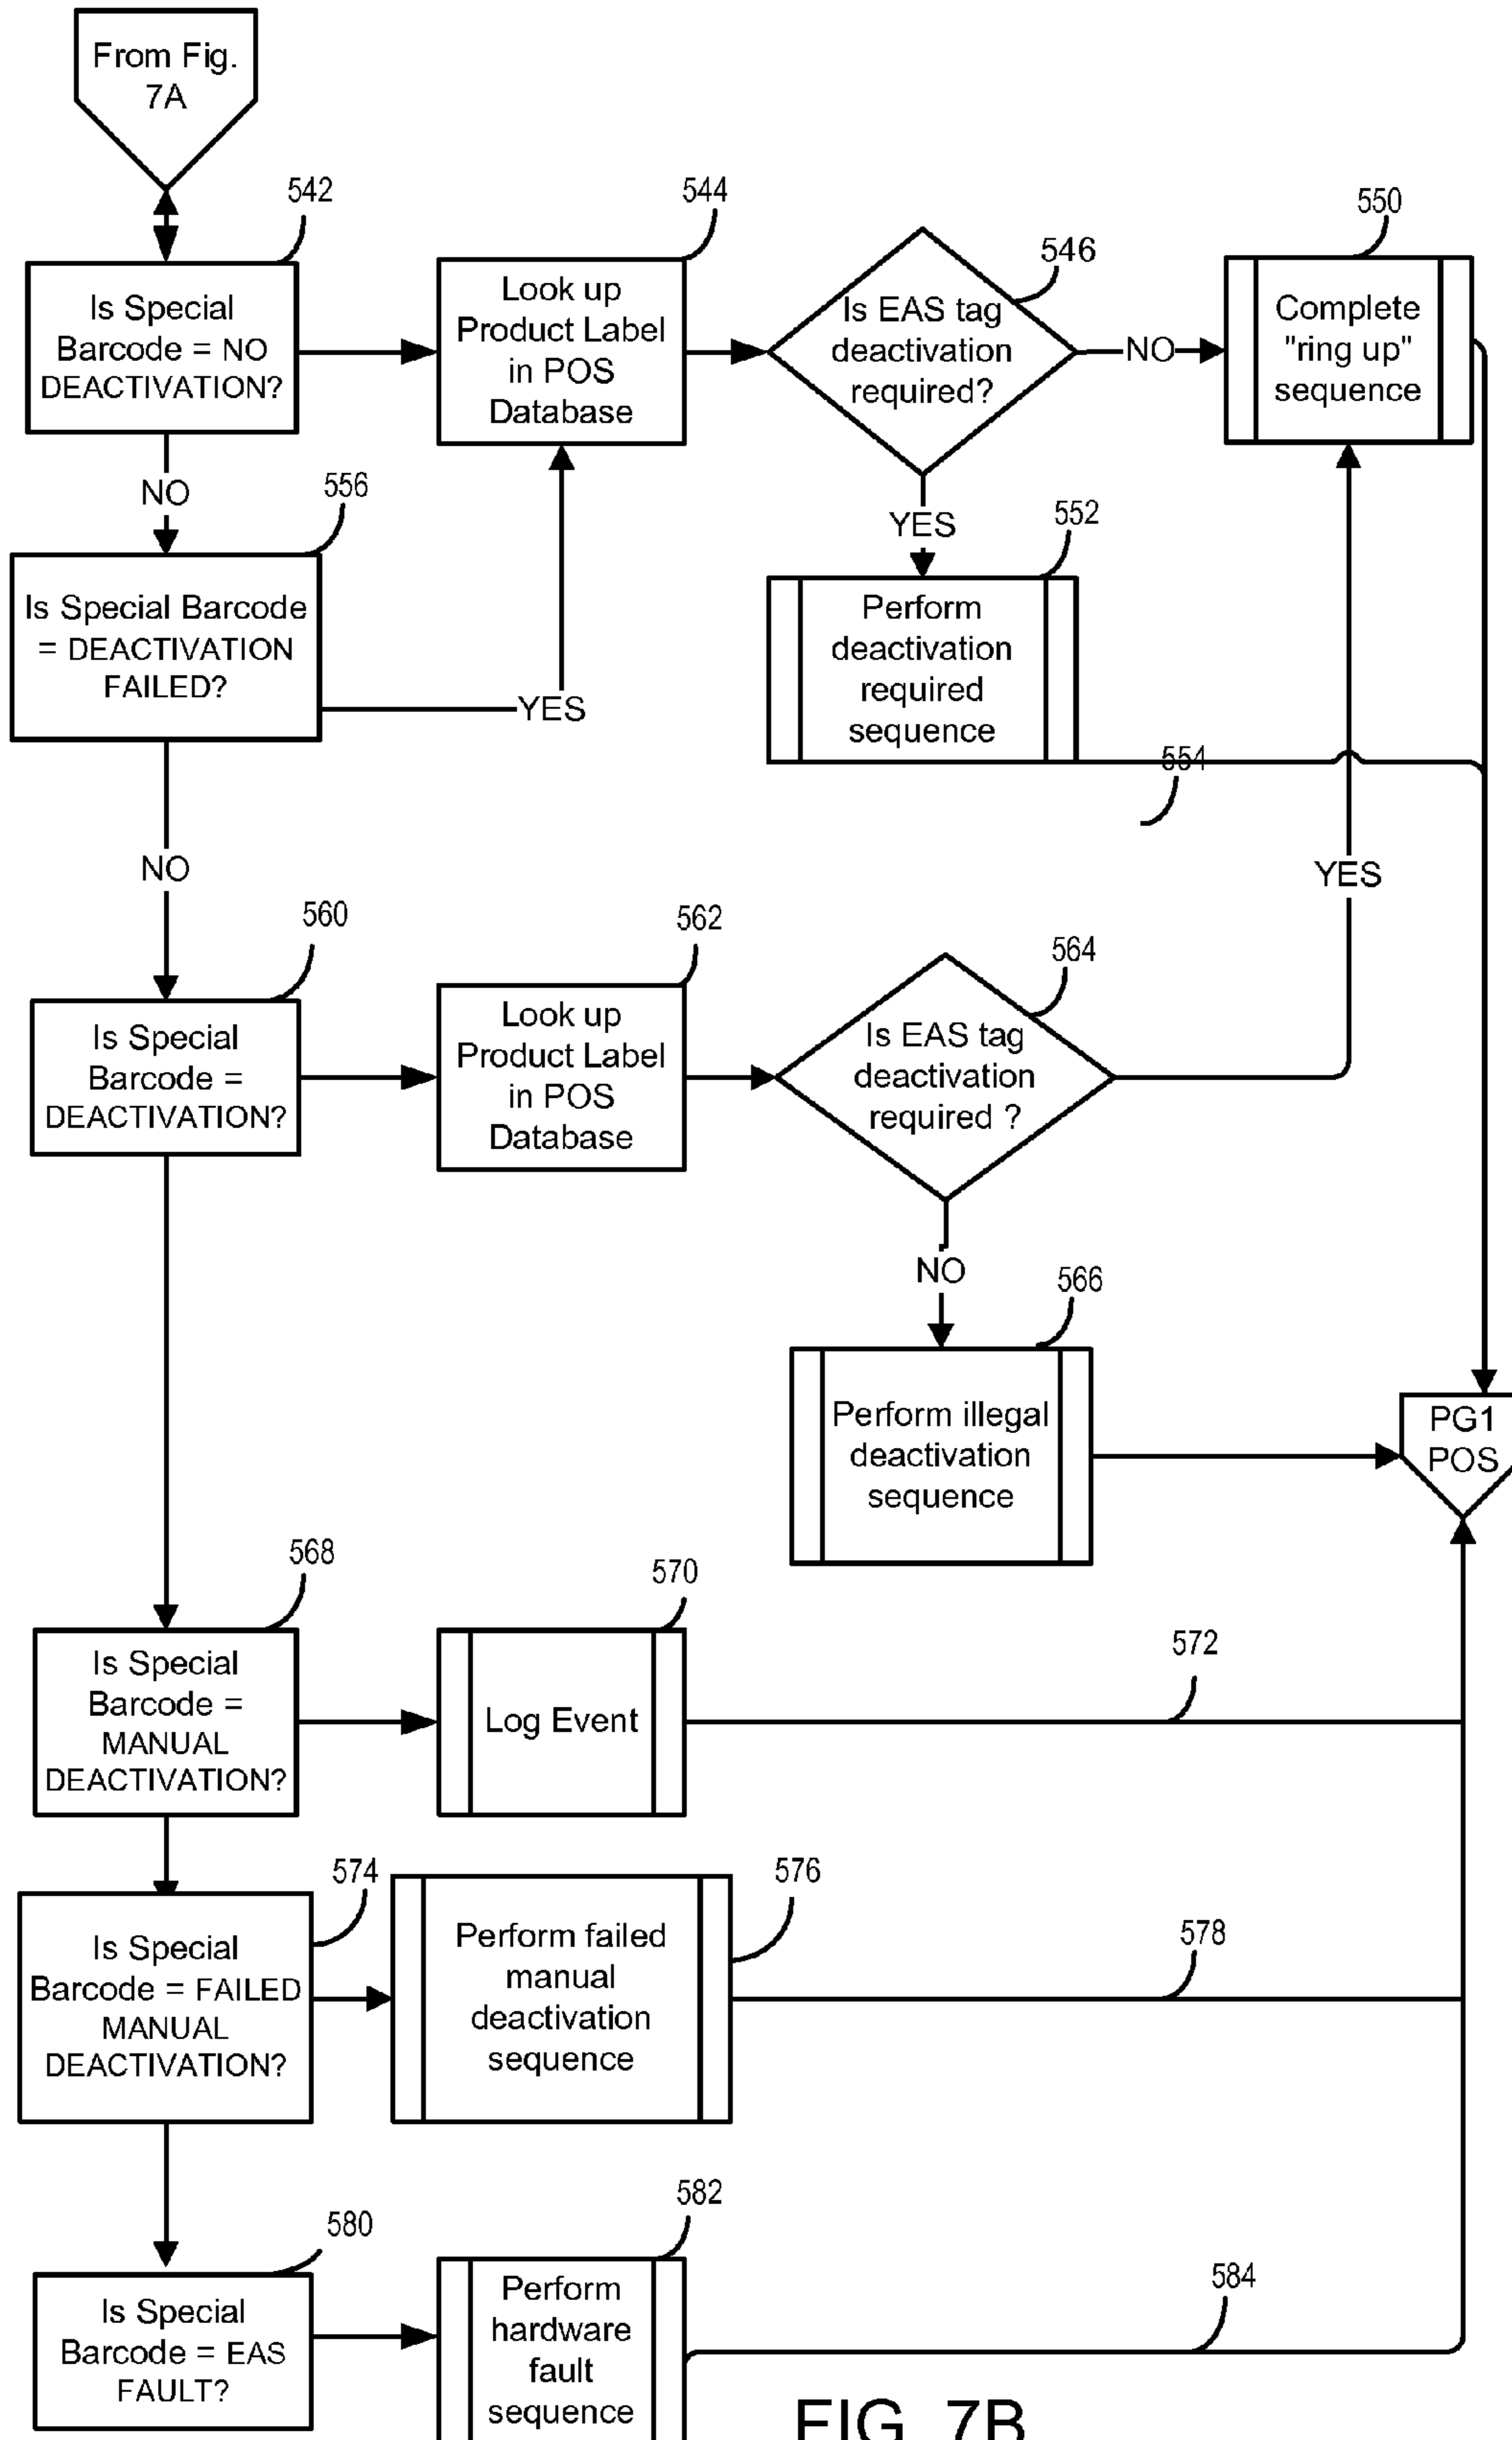 From Fig.
7A
542
Is Special
Barcode = NO
DEACTIVATION?
544
Look up
Product Label
in POS
Database
546
Is EAS tag
deactivation
required?
NO
550
Complete
"ring up"
sequence
NO
YES
556
Is Special Barcode
= DEACTIVATION
FAILED?
YES
552
Perform
deactivation
required
sequence
554
NO
YES
560
Is Special
Barcode =
DEACTIVATION?
562
Look up
Product Label
in POS
Database
564
Is EAS tag
deactivation
required ?
NO
566
Perform illegal
deactivation
sequence
PG1
POS
568
Is Special
Barcode =
MANUAL
DEACTIVATION?
570
Log Event
572
574
Is Special
Barcode = FAILED
MANUAL
DEACTIVATION?
576
Perform failed
manual
deactivation
sequence
578
580
Is Special
Barcode = EAS
FAULT?
582
Perform
hardware
fault
sequence
584
FIG. 7B